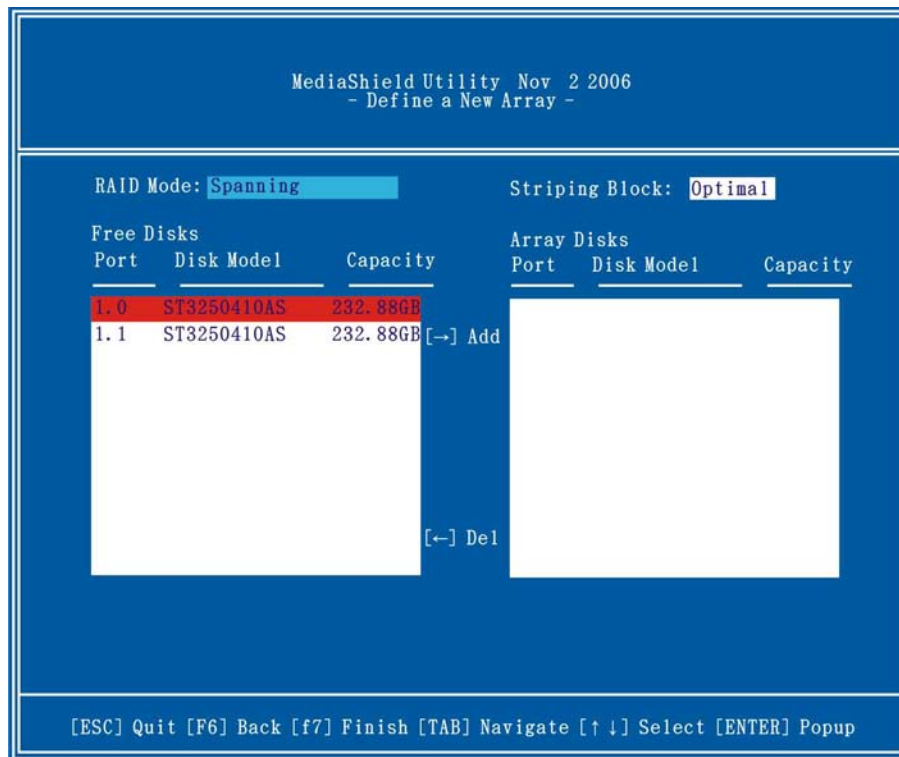 MediaShield Utility Nov 2 2006
- Define a New Array -
RAID Mode: Spanning
Striping Block: Optimal
Free Disks
Port Disk Model Capacity
1.0 ST3250410AS 232.88GB
1.1 ST3250410AS 232.88GB
[→] Add
[←] Del
Array Disks
Port Disk Model Capacity
[ESC] Quit [F6] Back [f7] Finish [TAB] Navigate [↑↓] Select [ENTER] Popup